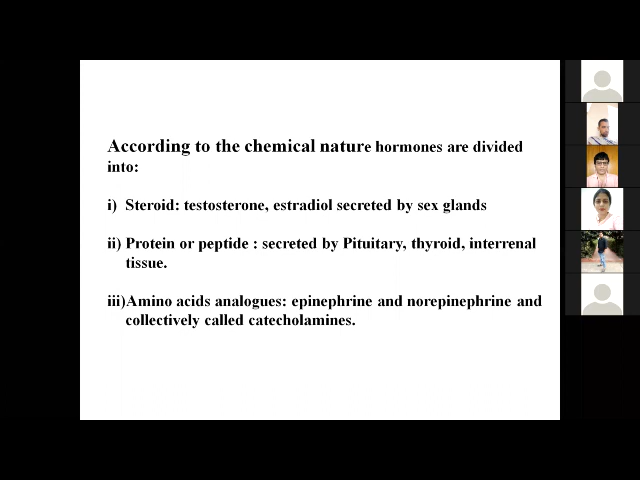 According to the chemical nature hormones are divided
into:
i) Steroid: testosterone, estradiol secreted by sex glands
ii) Protein or peptide : secreted by Pituitary, thyroid, interrenal
tissue.
iii)Amino acids analogues: epinephrine and norepinephrine and
collectively called catecholamines.